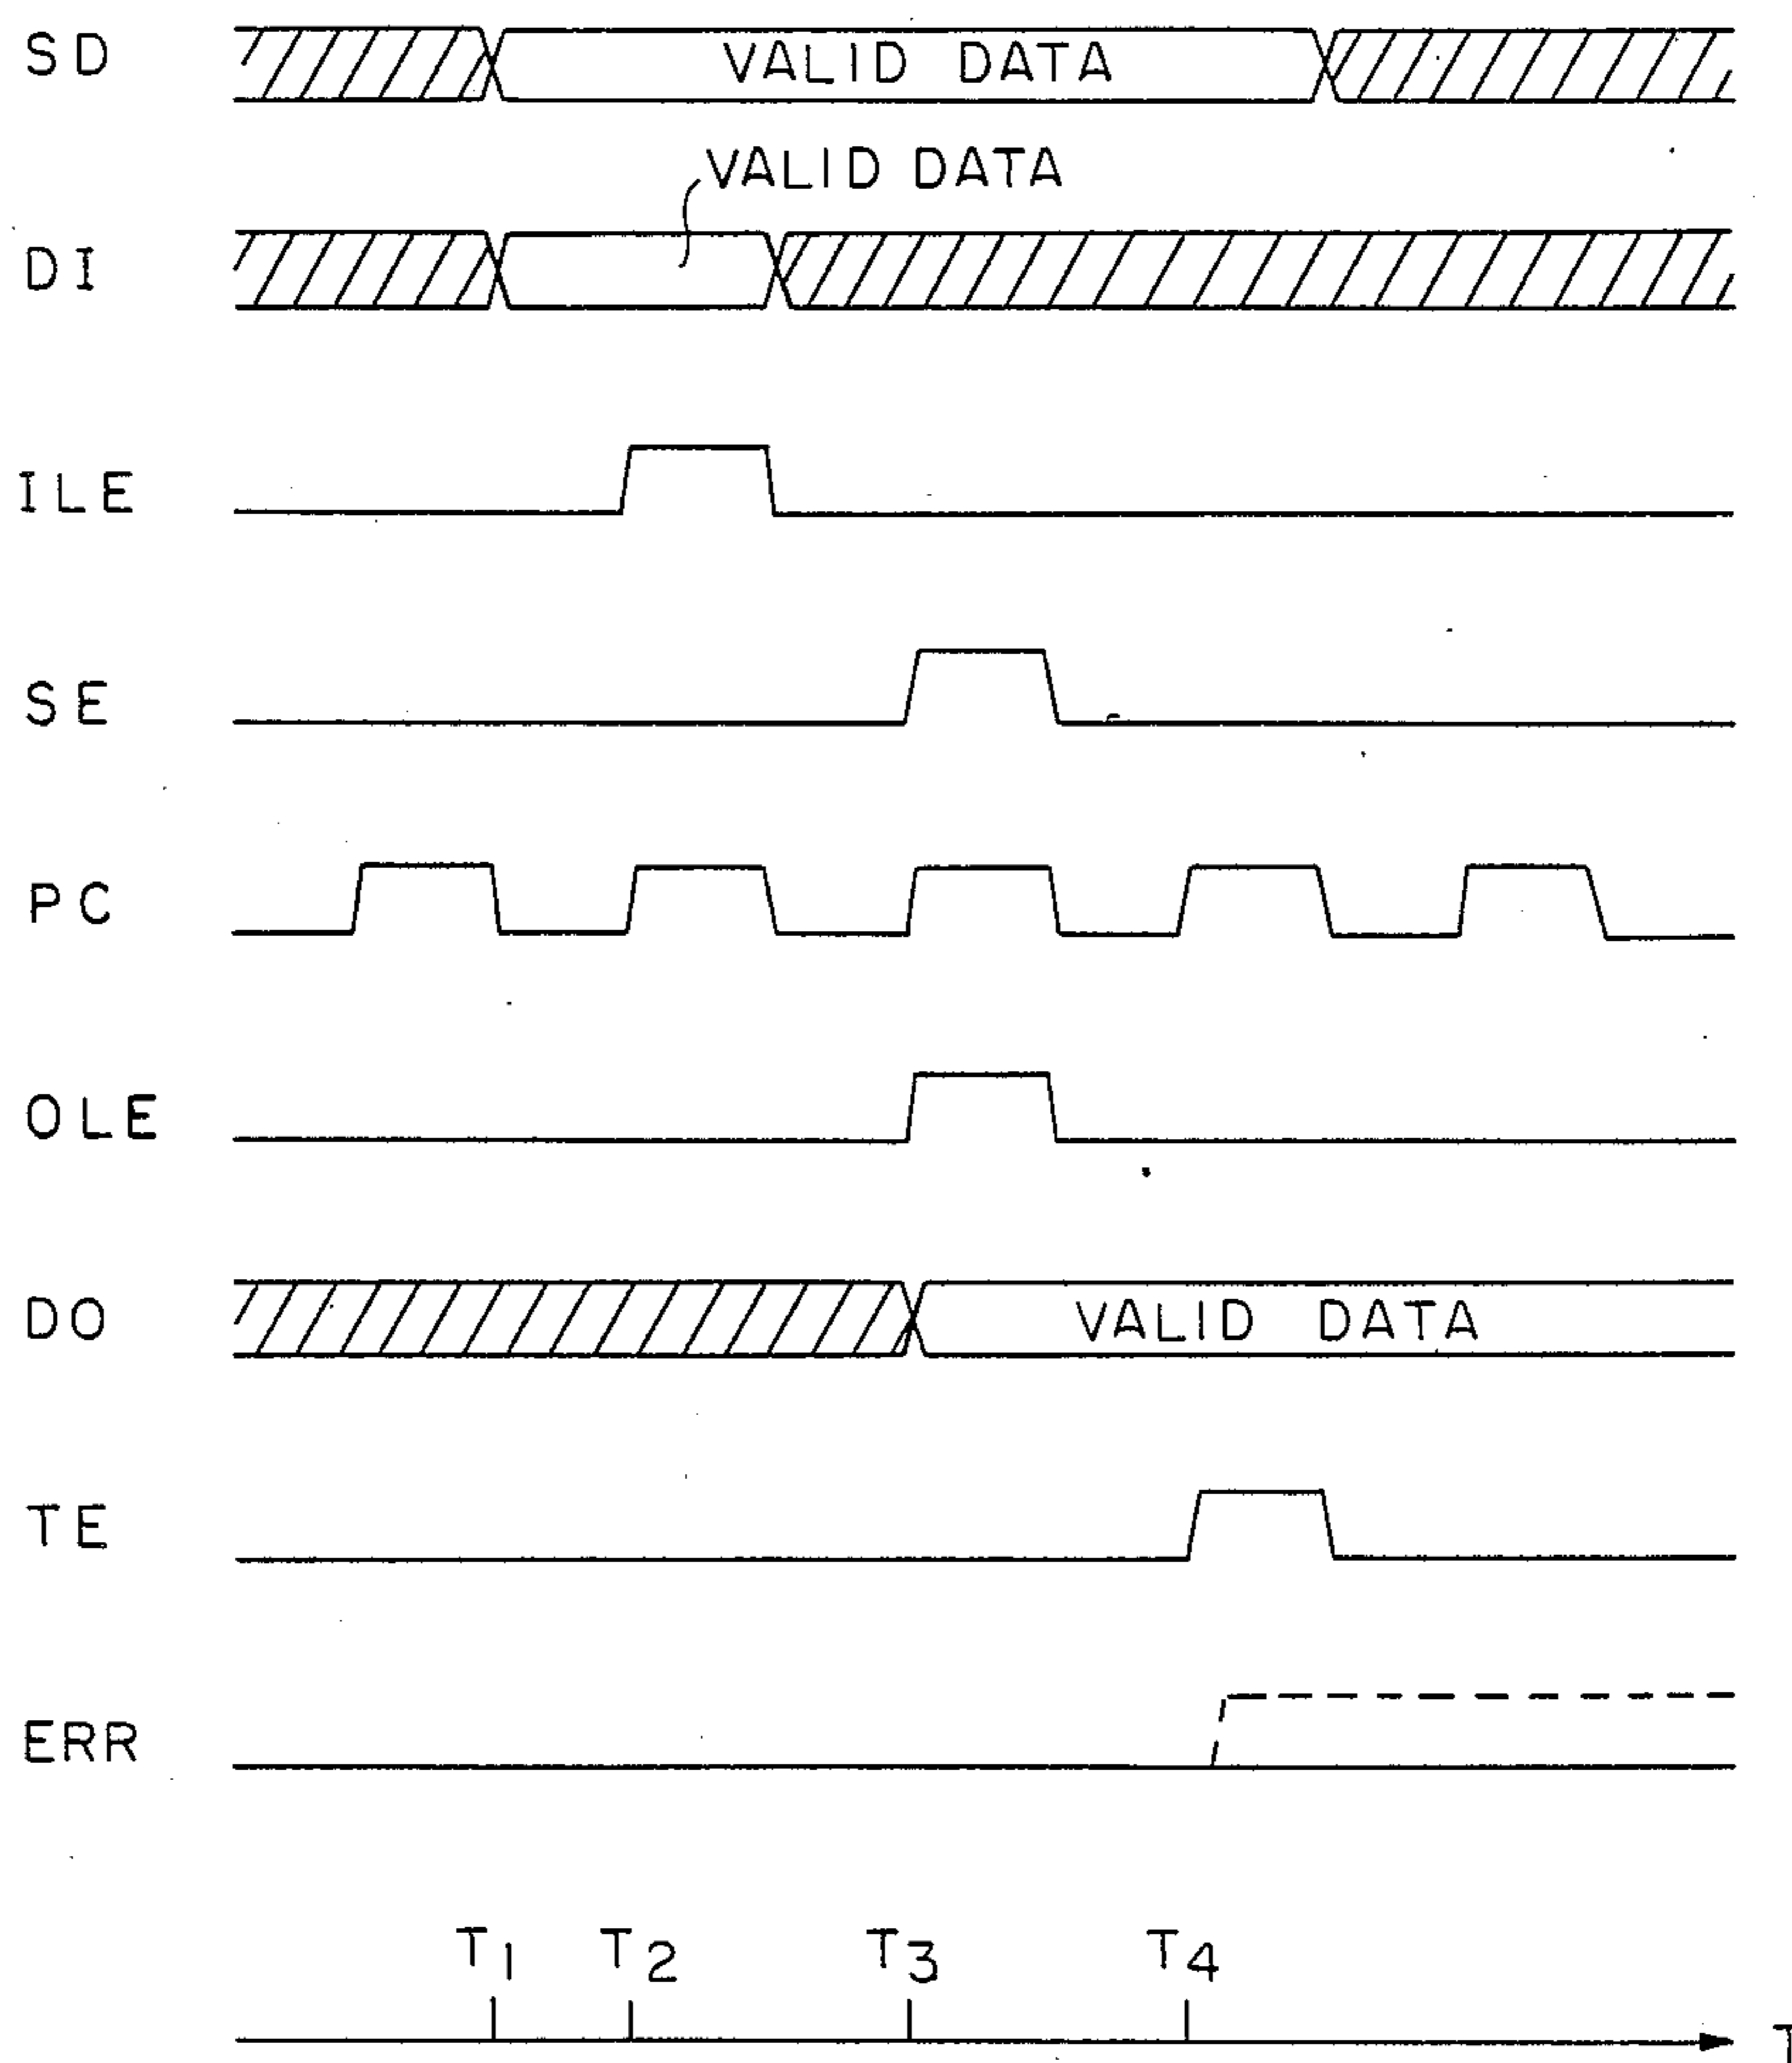 SD VALID DATA
VALID DATA
DI
ILE
SE
PC
OLE
DO VALID DATA
TE
ERR
T1 T2 T3 T4
T